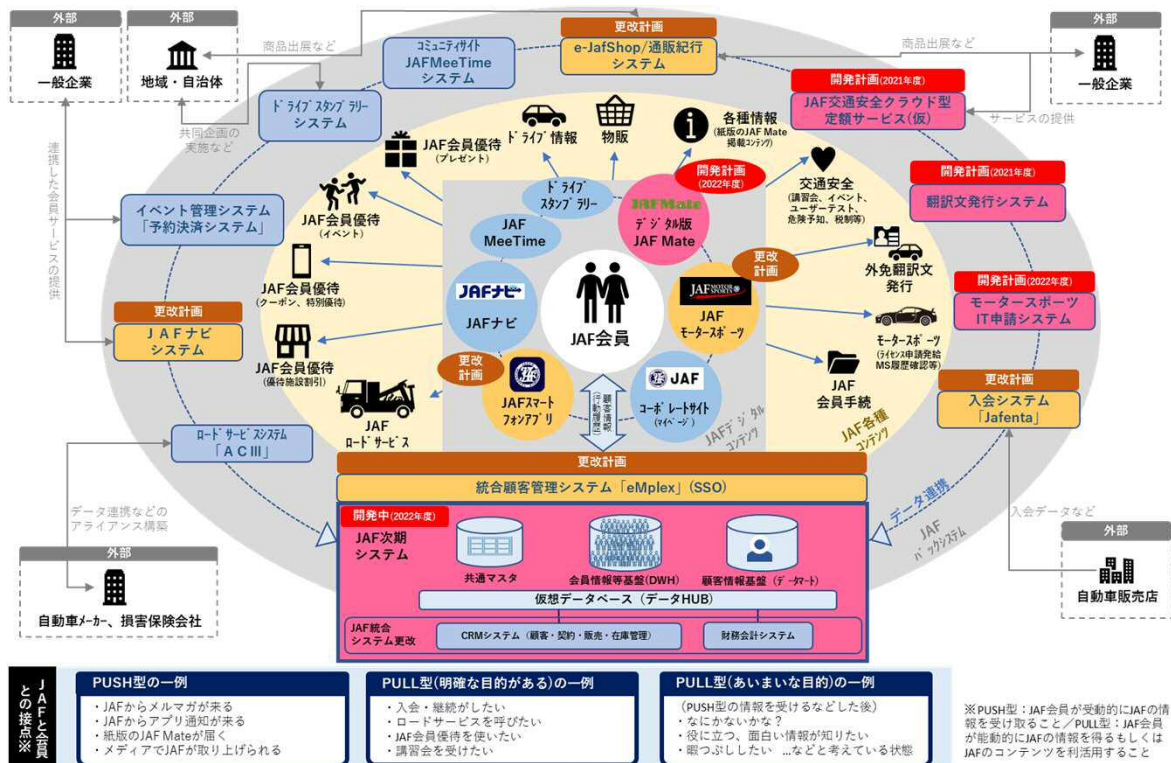 外部
一般企業
外部
地域・自治体
商品出展など
共同企画の
実施など
連携した会員サービスの提供
コミュニティサイト
JAFMeeTime
システム
更改計画
e-JafShop/通販紀行
システム
商品出展など
外部
一般企業
サービスの提供
開発計画(2021年度)
JAF交通安全クラウド型
定額サービス(仮)
ドライブスタンプラリー
システム
開発計画(2021年度)
翻訳文発行システム
イベント管理システム
「予約決済システム」
開発計画(2022年度)
モータースポーツ
IT申請システム
更改計画
JAFナビ
システム
更改計画
入会システム
「Jafenta」
ロードサービスシステム
「ACⅢ」
JAF会員優待
(プレゼント)
ドライブ情報
物販
各種情報
(紙版のJAF Mate
掲載コンテンツ)
JAF会員優待
(イベント)
交通安全
(講習会、イベント、
ユーザーテスト、
危険予知、税制等)
JAF会員優待
(クーポン、特別優待)
外免翻訳文
発行
JAF会員優待
(優待施設割引)
モータースポーツ
(ライセンス申請発給
MS履歴確認等)
JAF
ロードサービス
JAF
会員手続
ドライブ
スタンプラリー
開発計画
(2022年度)
JAFMate
デジタル版
JAF Mate
JAF
MeeTime
更改
計画
JAFナビ
JAFナビ
JAF会員
JAF MOTOR SPORTS
JAF
モータースポーツ
更改
計画
JAFスマート
フォンアプリ
JAF
コーポレートサイト
(マイページ)
顧客情報
JAFデジタル
コンテンツ
JAF各種
コンテンツ
データ連携
JAF
バックシステム
更改計画
統合顧客管理システム「eMplex」(SSO)
開発中(2022年度)
JAF次期
システム
共通マスタ
会員情報等基盤(DWH)
顧客情報基盤(データマート)
仮想データベース(データHUB)
JAF統合
システム更改
CRMシステム(顧客・契約・販売・在庫管理)
財務会計システム
データ連携などの
アライアンス構築
外部
自動車メーカー、損害保険会社
入会データなど
外部
自動車販売店
JAFと会員
との接点※
PUSH型の一例
・JAFからメルマガが来る
・JAFからアプリ通知が来る
・紙版のJAF Mateが届く
・メディアでJAFが取り上げられる
PULL型(明確な目的がある)の一例
・入会・継続がしたい
・ロードサービスを呼びたい
・JAF会員優待を使いたい
・講習会を受けたい
PULL型(あいまいな目的)の一例
(PUSH型の情報を受けるなどした後)
・なにかないかな?
・役に立つ、面白い情報が知りたい
・暇つぶししたい …などと考えている状態
※PUSH型:JAF会員が受動的にJAFの情
報を受け取ること/PULL型:JAF会員
が能動的にJAFの情報を得るもしくは
JAFのコンテンツを利活用すること